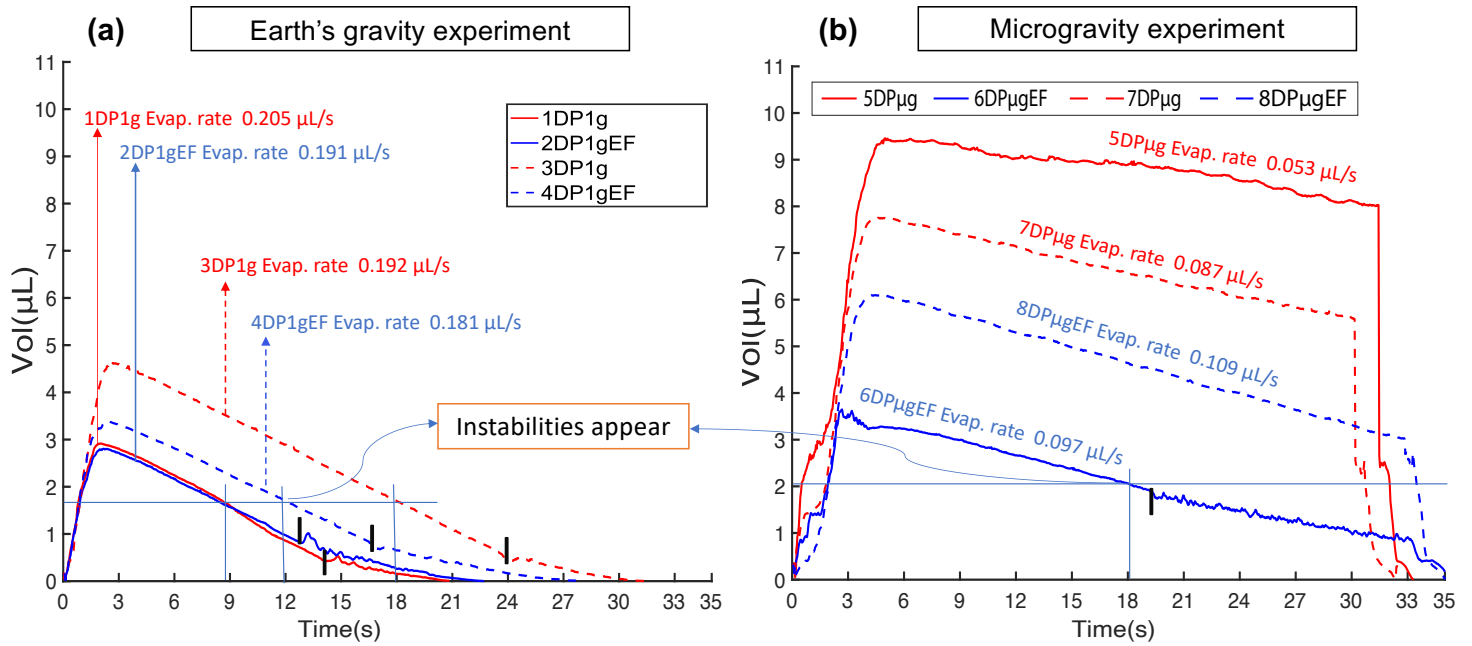 (a)
Earth's gravity experiment
11
10
9
8
7
6
5
4
3
2
1
0
Vol(μL)
1DP1g Evap. rate 0.205 μL/s
2DP1gEF Evap. rate 0.191 μL/s
3DP1g Evap. rate 0.192 μL/s
4DP1gEF Evap. rate 0.181 μL/s
1DP1g
2DP1gEF
3DP1g
4DP1gEF
0 3 6 9 12 15 18 21 24 27 30 33 35
Time(s)
Instabilities appear
(b)
Microgravity experiment
11
10
9
8
7
6
5
4
3
2
1
0
Vol(μL)
5DPμg 6DPμgEF 7DPμg 8DPμgEF
5DPμg Evap. rate 0.053 μL/s
7DPμg Evap. rate 0.087 μL/s
8DPμgEF Evap. rate 0.109 μL/s
6DPμgEF Evap. rate 0.097 μL/s
0 3 6 9 12 15 18 21 24 27 30 33 35
Time(s)